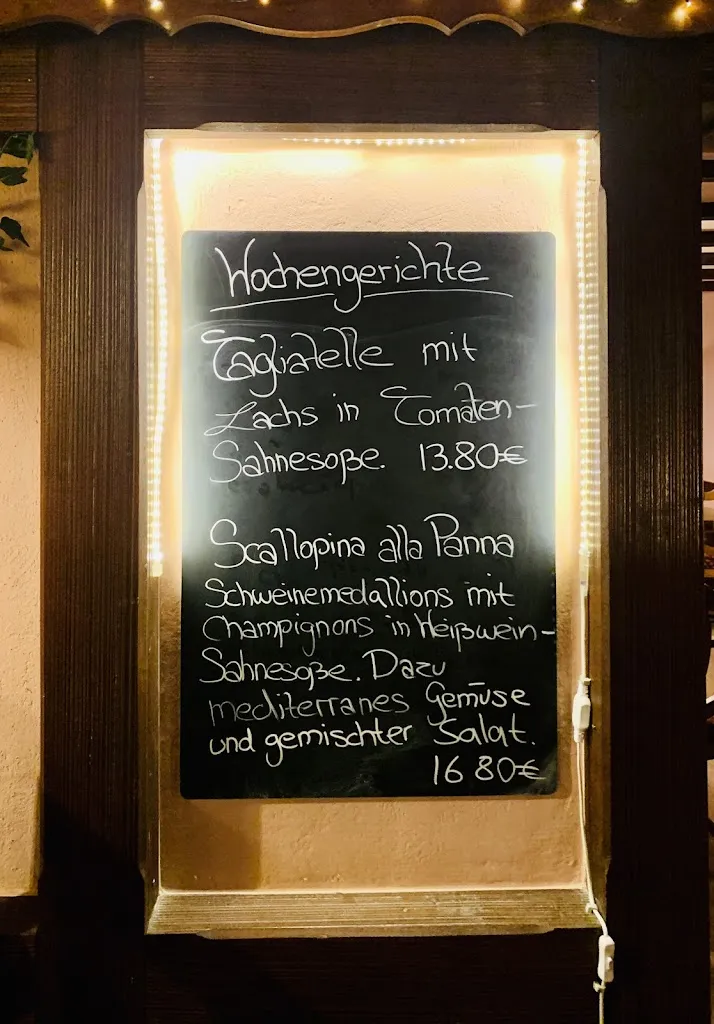 Wochengerichte
Tagliatelle mit
Lachs in Tomaten-
Sahnesoße. 13.80€
Scallopina alla Panna
Schweinemedallions mit
Champignons in Weißwein-
Sahnesoße. Dazu
mediterranes Gemüse
und gemischter Salat.
16 80€